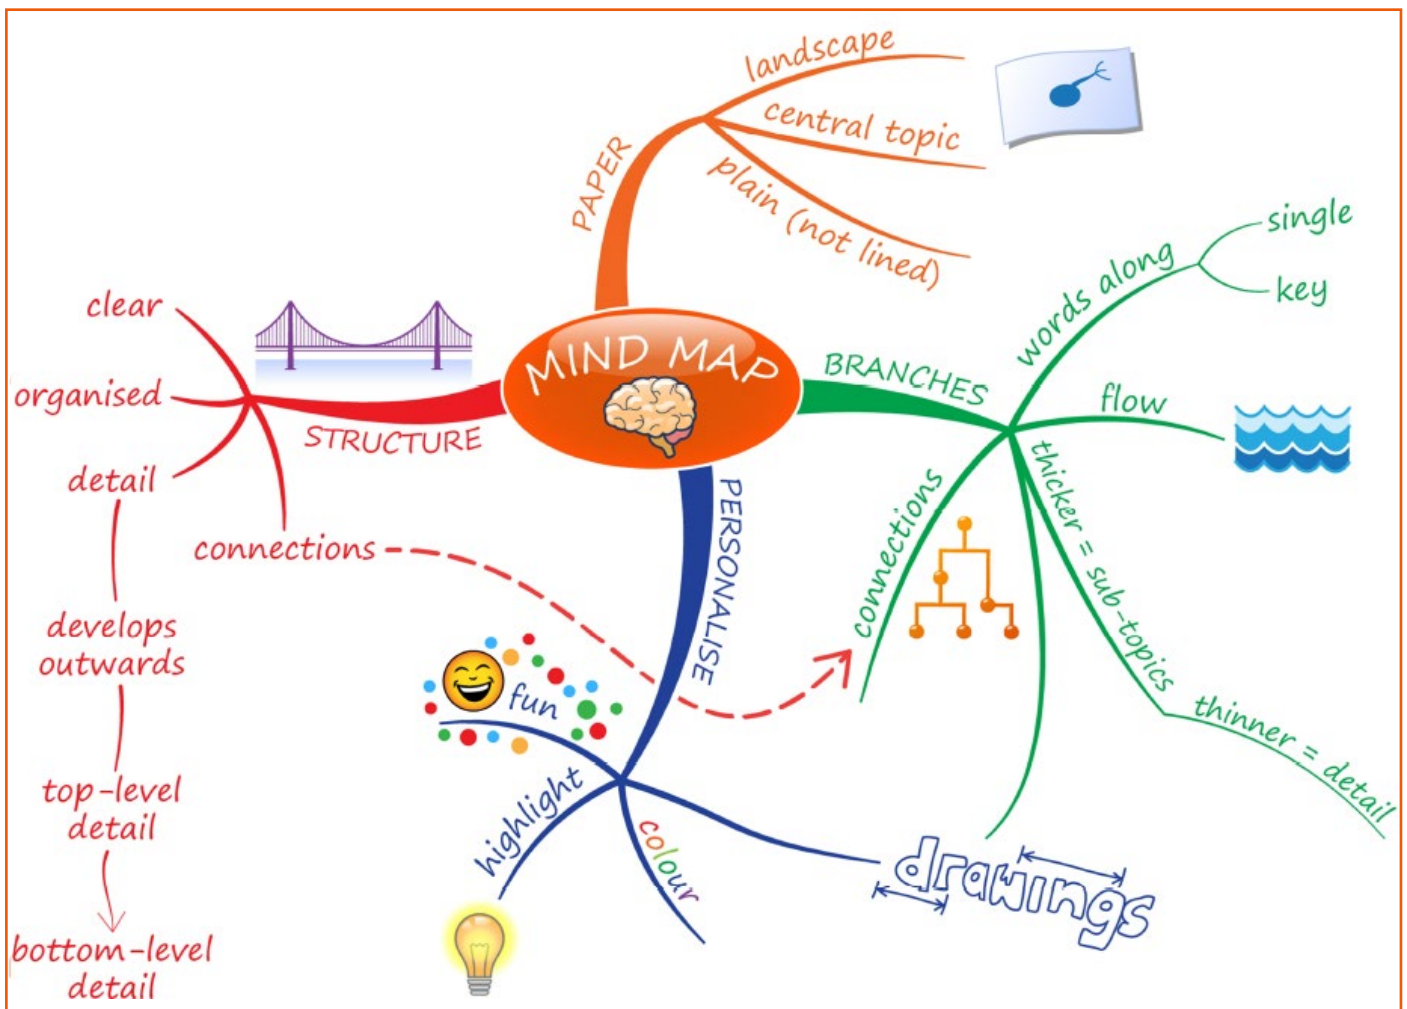 MIND MAP
PAPER
landscape
central topic
plain (not lined)
BRANCHES
words along
single
key
flow
thicker = sub-topics
thinner = detail
connections
PERSONALISE
fun
highlight
colour
drawings
STRUCTURE
clear
organised
detail
develops
outwards
top-level
detail
bottom-level
detail
connections